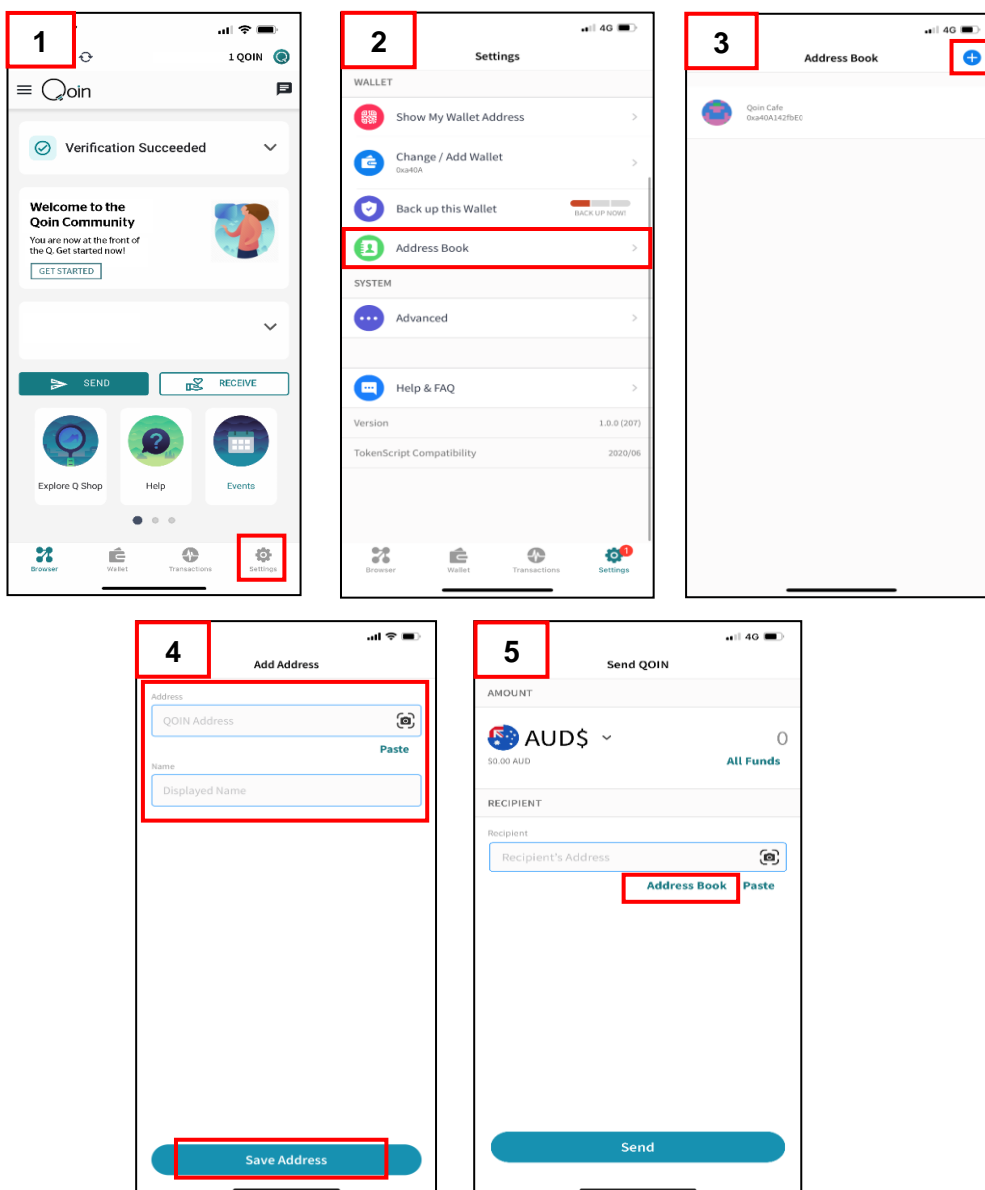 1
1 QOIN
Qoin
Verification Succeeded
Welcome to the
Qoin Community
You are now at the front of
the Q. Get started now!
GET STARTED
SEND
RECEIVE
Explore Q Shop
Help
Events
Browser
Wallet
Transactions
Settings
2
4G
Settings
WALLET
Show My Wallet Address
Change / Add Wallet
0xa40A
Back up this Wallet
BACK UP NOW!
Address Book
SYSTEM
Advanced
Help & FAQ
Version 1.0.0 (207)
TokenScript Compatibility 2020/06
Browser
Wallet
Transactions
1
Settings
3
4G
Address Book
Qoin Cafe
0xa40A142fbE0
4
Add Address
Address
QOIN Address
Paste
Name
Displayed Name
Save Address
5
4G
Send QOIN
AMOUNT
AUD$ 0
$0.00 AUD All Funds
RECIPIENT
Recipient
Recipient's Address
Address Book Paste
Send